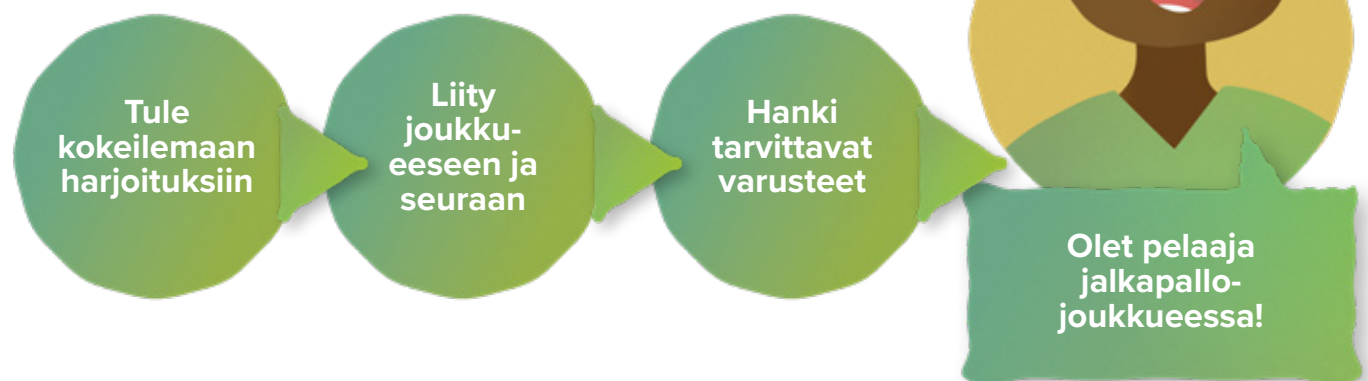 Tule
kokeilemaan
harjoituksiin
Liity
joukku-
eeseen ja
seuraan
Hanki
tarvittavat
varusteet
Olet pelaaja
jalkapallo-
joukkueessa!